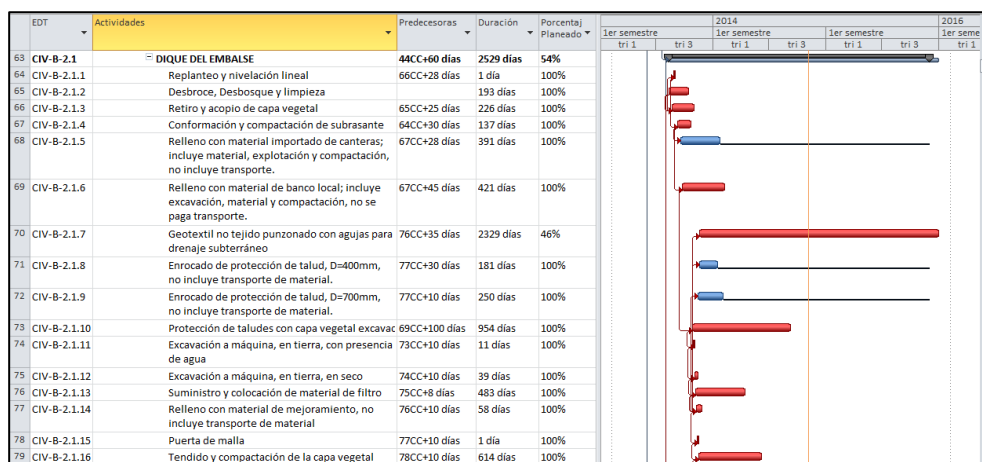 EDT Actividades Predecesoras Duración Porcentaj Planeado
2014 2016
1er semestre 1er semestre 1er semestre 1er seme
tri 1 tri 3 tri 1 tri 3 tri 1 tri 3 tri 1
63 CIV-B-2.1 DIQUE DEL EMBALSE 44CC+60 días 2529 días 54%
64 CIV-B-2.1.1 Replanteo y nivelación lineal 66CC+28 días 1 día 100%
65 CIV-B-2.1.2 Desbroce, Desbosque y limpieza 193 días 100%
66 CIV-B-2.1.3 Retiro y acopio de capa vegetal 65CC+25 días 226 días 100%
67 CIV-B-2.1.4 Conformación y compactación de subrasante 64CC+30 días 137 días 100%
68 CIV-B-2.1.5 Relleno con material importado de canteras; 67CC+28 días 391 días 100%
incluye material, explotación y compactación,
no incluye transporte.
69 CIV-B-2.1.6 Relleno con material de banco local; incluye 67CC+45 días 421 días 100%
excavación, material y compactación, no se
paga transporte.
70 CIV-B-2.1.7 Geotextil no tejido punzonado con agujas para 76CC+35 días 2329 días 46%
drenaje subterráneo
71 CIV-B-2.1.8 Enrocado de protección de talud, D=400mm, 77CC+30 días 181 días 100%
no incluye transporte de material.
72 CIV-B-2.1.9 Enrocado de protección de talud, D=700mm, 77CC+10 días 250 días 100%
no incluye transporte de material.
73 CIV-B-2.1.10 Protección de taludes con capa vegetal excavac 69CC+100 días 954 días 100%
74 CIV-B-2.1.11 Excavación a máquina, en tierra, con presencia 73CC+10 días 11 días 100%
de agua
75 CIV-B-2.1.12 Excavación a máquina, en tierra, en seco 74CC+10 días 39 días 100%
76 CIV-B-2.1.13 Suministro y colocación de material de filtro 75CC+8 días 483 días 100%
77 CIV-B-2.1.14 Relleno con material de mejoramiento, no 76CC+10 días 58 días 100%
incluye transporte de material
78 CIV-B-2.1.15 Puerta de malla 77CC+10 días 1 día 100%
79 CIV-B-2.1.16 Tendido y compactación de la capa vegetal 78CC+10 días 614 días 100%